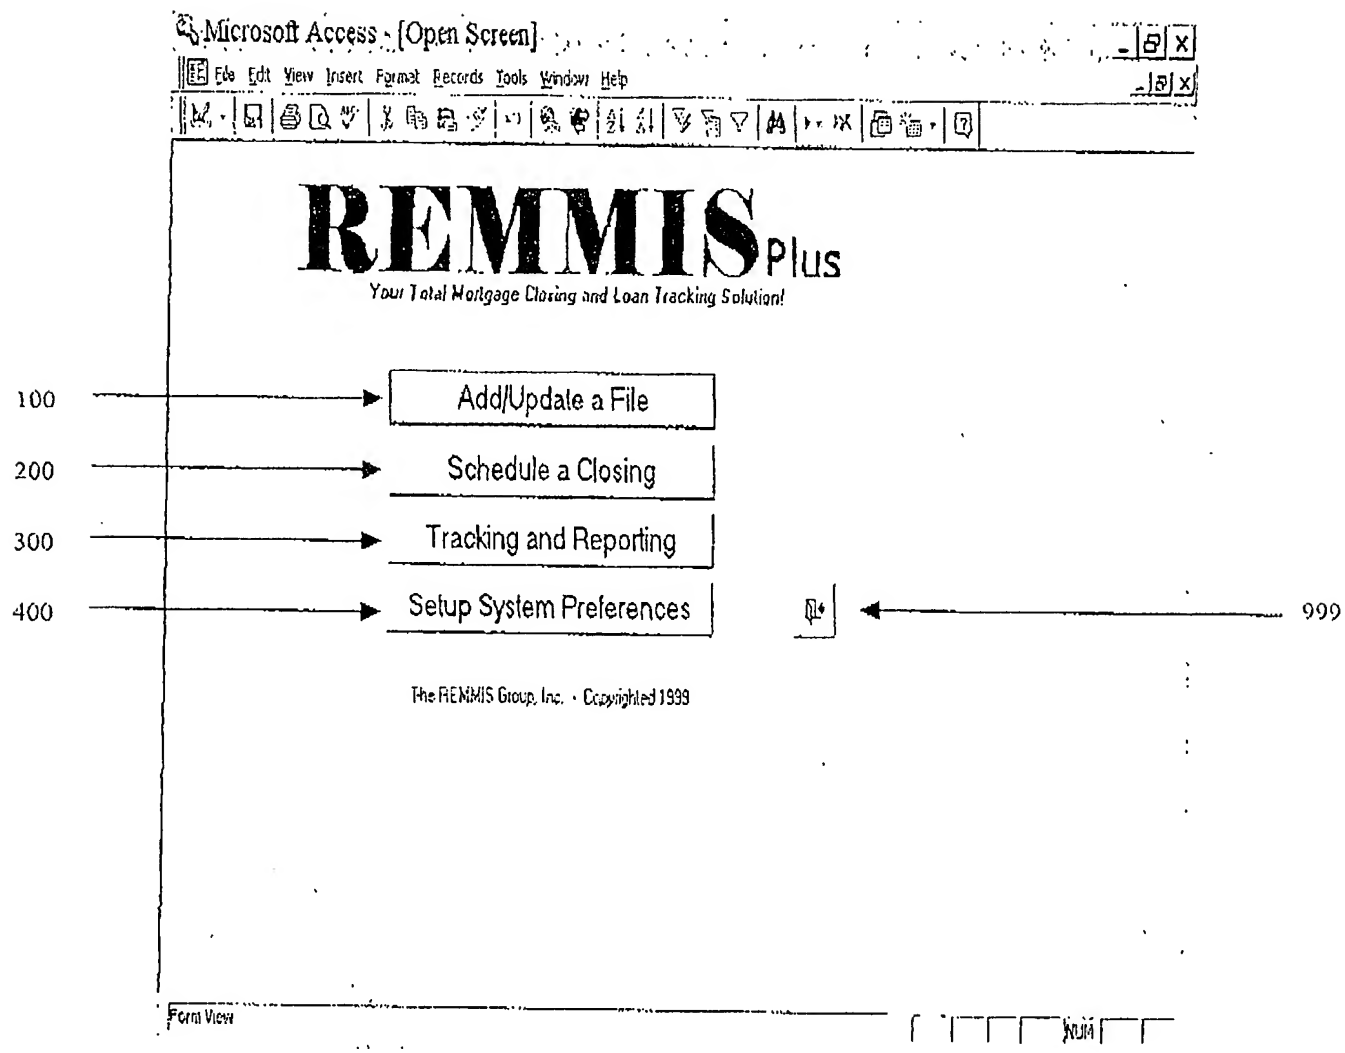 Microsoft Access - [Open Screen]
File Edit View Insert Format Records Tools Window Help
REMMIS Plus
Your Total Mortgage Closing and Loan Tracking Solution!
100 Add/Update a File
200 Schedule a Closing
300 Tracking and Reporting
400 Setup System Preferences 999
The REMMIS Group, Inc. · Copyrighted 1999
Form View NUM